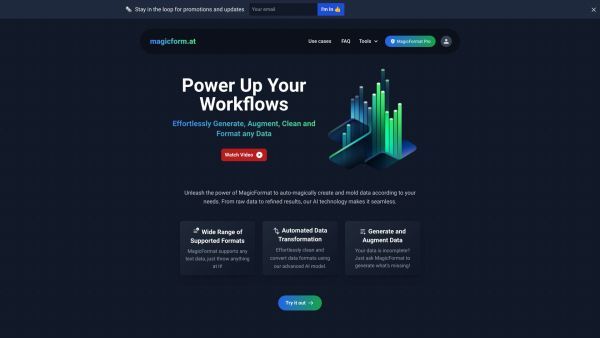 Stay in the loop for promotions and updates.
Your email
I'm in 👍
magicform.at
Use cases
FAQ
Tools
MagicFormat Pro
Power Up Your
Workflows
Effortlessly Generate, Augment, Clean and
Format any Data
Watch Video
Unleash the power of MagicFormat to auto-magically create and mold data according to your
needs. From raw data to refined results, our AI technology makes it seamless.
Wide Range of
Supported Formats
MagicFormat supports any
text data, just throw anything
at it!
Automated Data
Transformation
Effortlessly clean and
convert data formats using
our advanced AI model.
Generate and
Augment Data
Your data is incomplete?
Just ask MagicFormat to
generate what's missing!
Try it out →